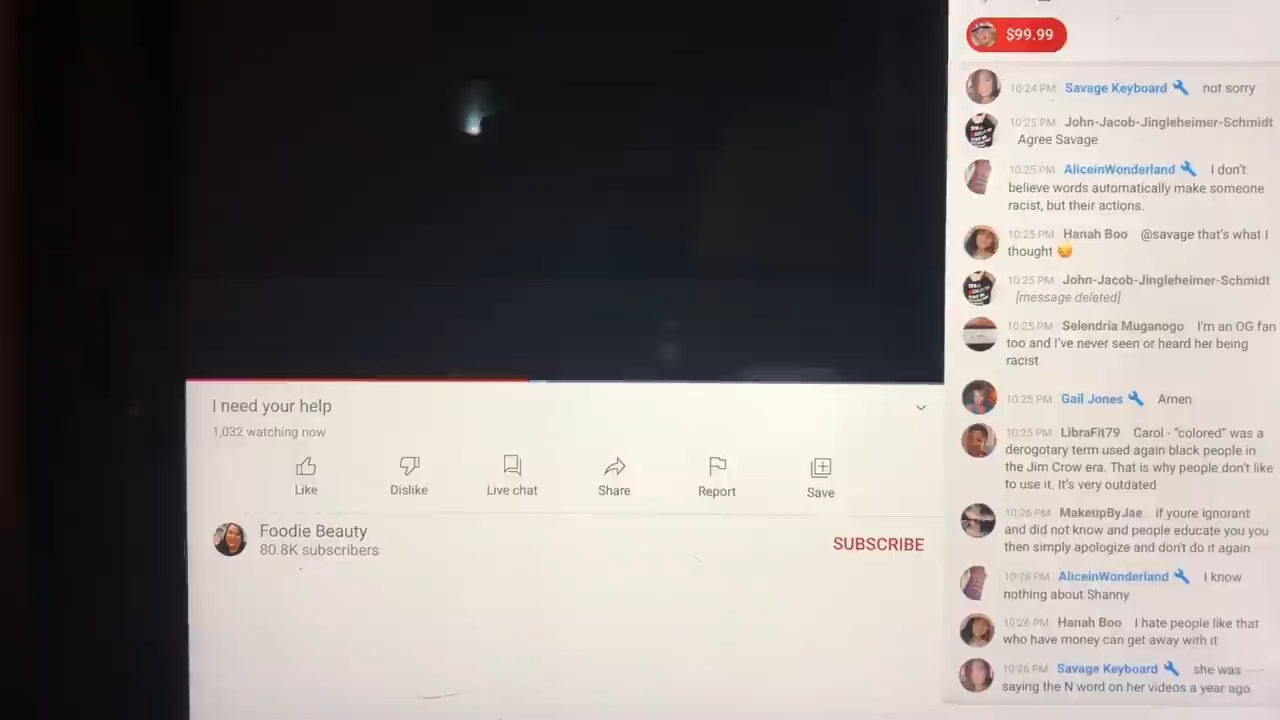 I need your help
1,032 watching now
Like
Dislike
Live chat
Share
Report
Save
Foodie Beauty
80.8K subscribers
SUBSCRIBE
$99.99
10:24 PM Savage Keyboard not sorry
10:25 PM John-Jacob-Jingleheimer-Schmidt
Agree Savage
10:25 PM AliceinWonderland I don't
believe words automatically make someone
racist, but their actions.
10:25 PM Hanah Boo @savage that's what I
thought
10:25 PM John-Jacob-Jingleheimer-Schmidt
[message deleted]
10:25 PM Selendria Muganogo I'm an OG fan
too and I've never seen or heard her being
racist
10:25 PM Gail Jones Amen
10:25 PM LibraFit79 Carol - "colored" was a
derogotary term used again black people in
the Jim Crow era. That is why people don't like
to use it. It's very outdated
10:26 PM MakeupByJae if youre ignorant
and did not know and people educate you you
then simply apologize and don't do it again
10:26 PM AliceinWonderland I know
nothing about Shanny
10:26 PM Hanah Boo I hate people like that
who have money can get away with it
10:26 PM Savage Keyboard she was
saying the N word on her videos a year ago